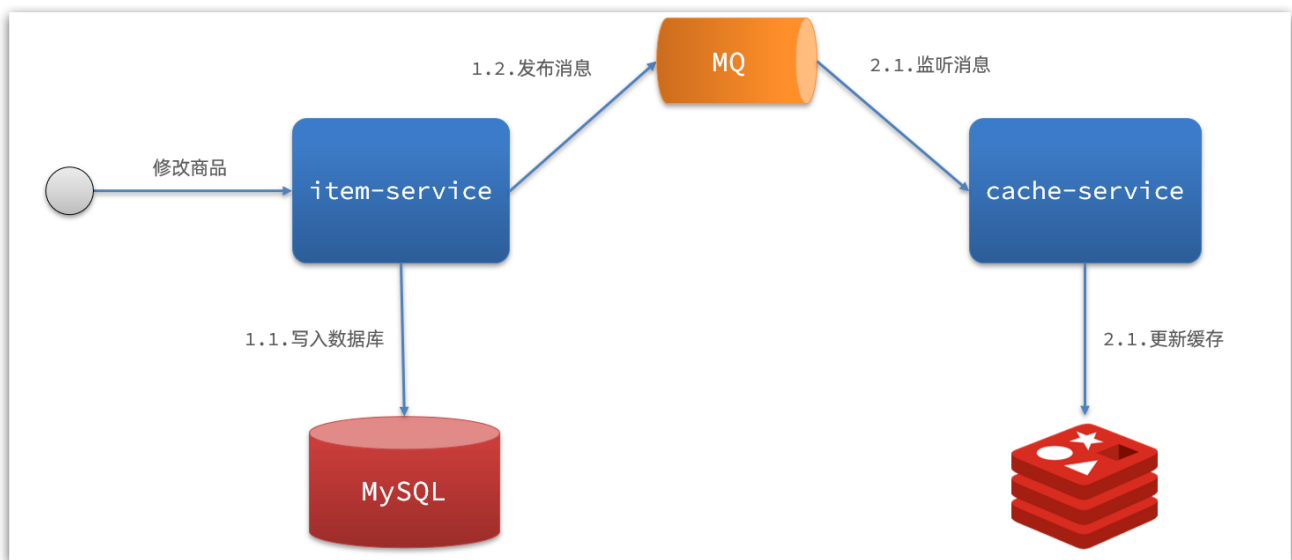 1.2.发布消息
MQ
2.1.监听消息
修改商品
item-service
cache-service
1.1.写入数据库
2.1.更新缓存
MySQL